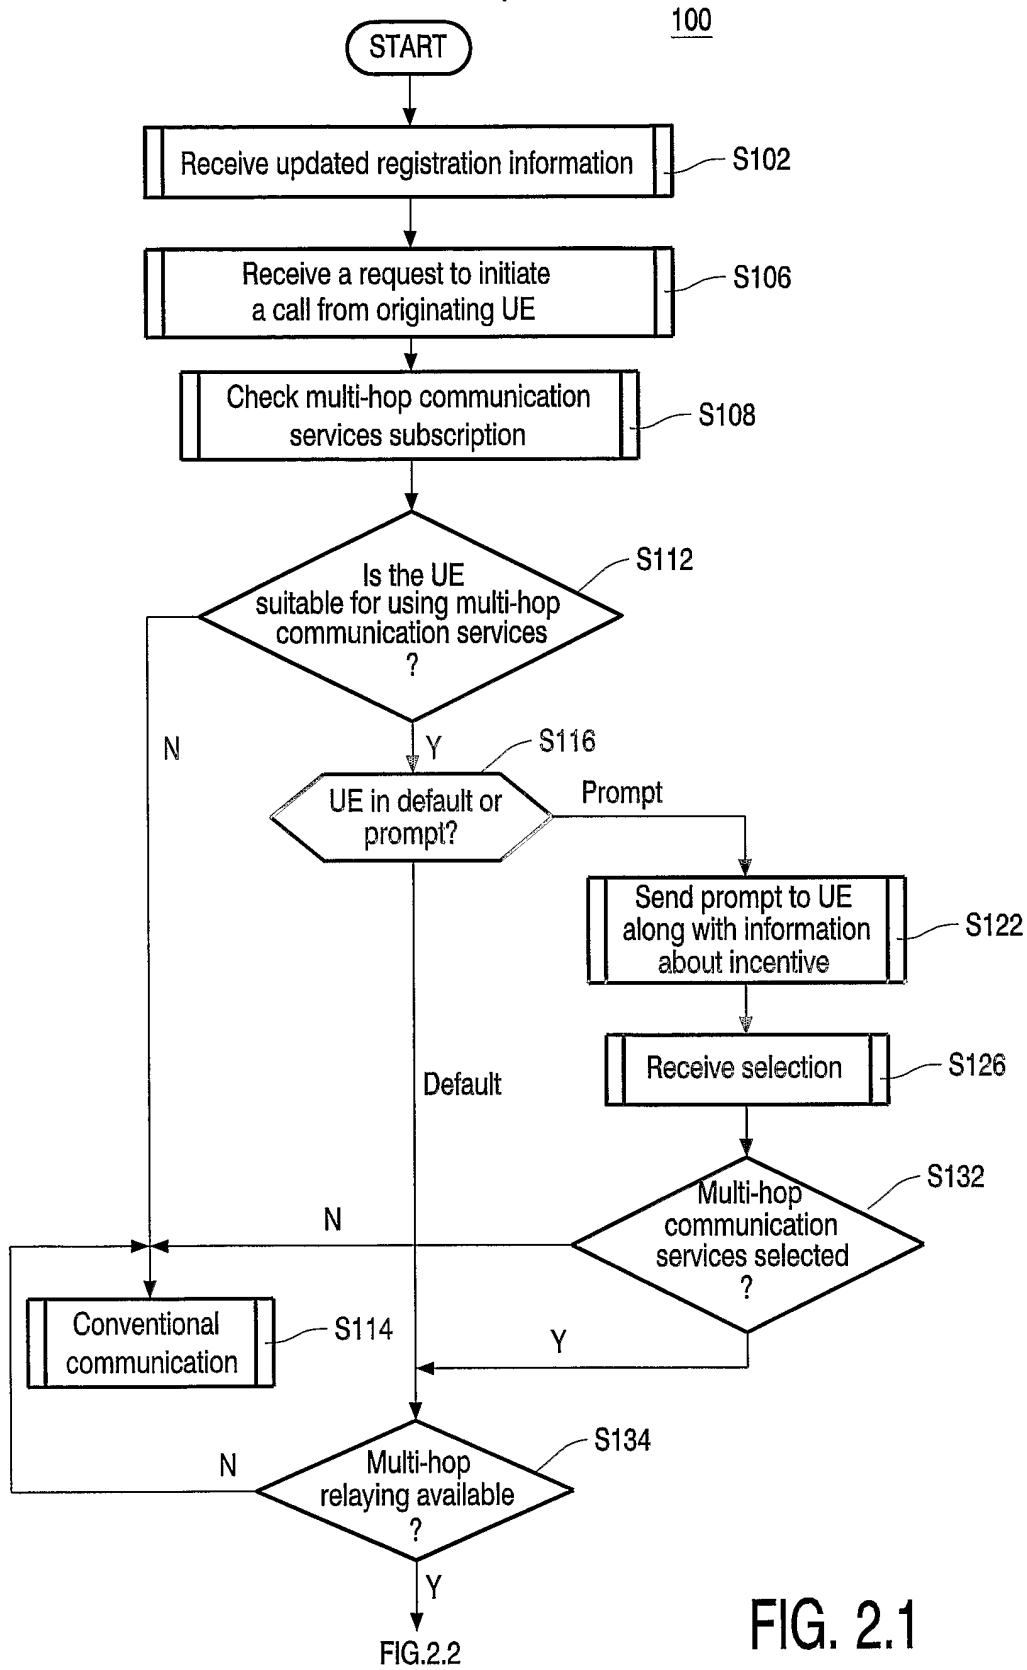 100
START
Receive updated registration information
S102
Receive a request to initiate
a call from originating UE
S106
Check multi-hop communication
services subscription
S108
Is the UE
suitable for using multi-hop
communication services
?
S112
N
Y
S116
UE in default or
prompt?
Prompt
Send prompt to UE
along with information
about incentive
S122
Receive selection
S126
Default
Multi-hop
communication
services selected
?
S132
N
Conventional
communication
S114
Y
Multi-hop
relaying available
?
S134
N
Y
FIG.2.2
FIG. 2.1